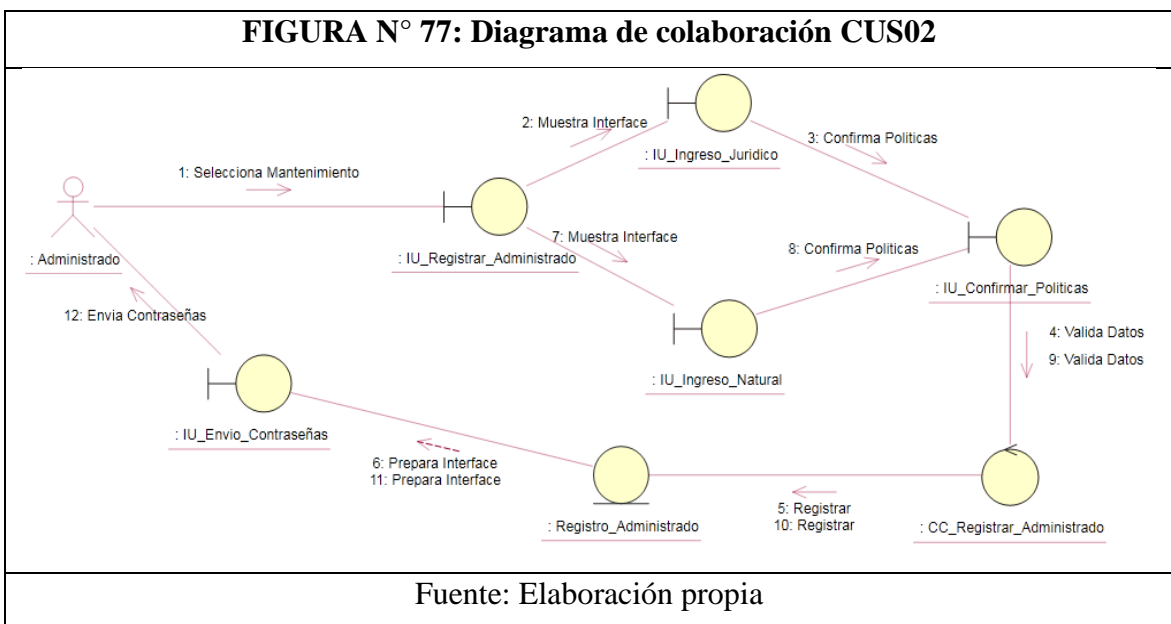 FIGURA N° 77: Diagrama de colaboración CUS02
2: Muestra Interface
: IU_Ingreso_Juridico
3: Confirma Politicas
1: Selecciona Mantenimiento
: Administrado
: IU_Registrar_Administrado
7: Muestra Interface
8: Confirma Politicas
: IU_Confirmar_Politicas
12: Envia Contraseñas
4: Valida Datos
9: Valida Datos
: IU_Ingreso_Natural
: IU_Envio_Contraseñas
6: Prepara Interface
11: Prepara Interface
: Registro_Administrado
5: Registrar
10: Registrar
: CC_Registrar_Administrado
Fuente: Elaboración propia